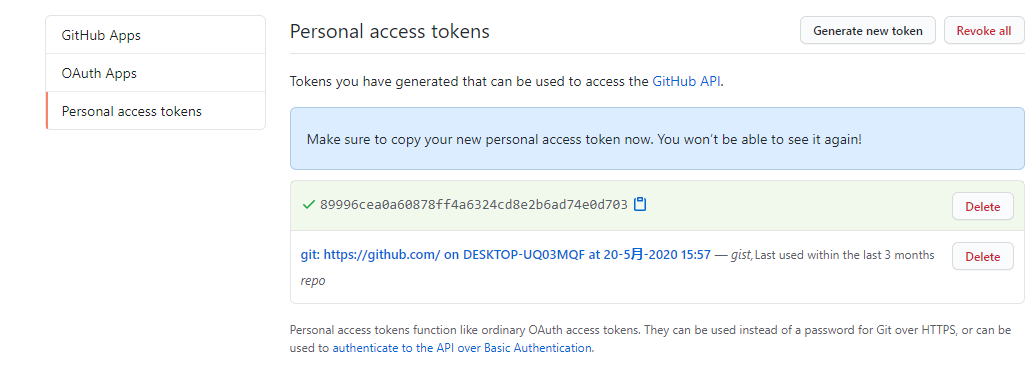 GitHub Apps
OAuth Apps
Personal access tokens
Personal access tokens
Generate new token
Revoke all
Tokens you have generated that can be used to access the GitHub API.
Make sure to copy your new personal access token now. You won't be able to see it again!
89996cea0a60878ff4a6324cd8e2b6ad74e0d703
Delete
git: https://github.com/ on DESKTOP-UQ03MQF at 20-5月-2020 15:57 — gist, Last used within the last 3 months
repo
Delete
Personal access tokens function like ordinary OAuth access tokens. They can be used instead of a password for Git over HTTPS, or can be
used to authenticate to the API over Basic Authentication.